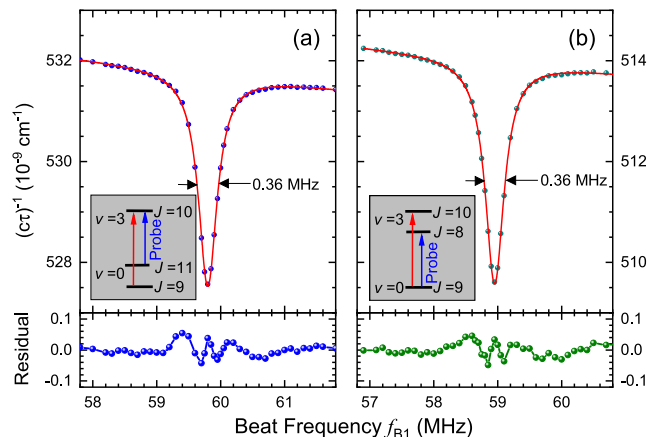 (a)
(b)
532
530
528
(cτ)⁻¹ (10⁻⁹ cm⁻¹)
514
512
510
0.36 MHz
0.36 MHz
v=3
J=10
Probe
J=11
v=0
J=9
v=3
J=10
J=8
Probe
v=0
J=9
Residual
0.1
0.0
-0.1
0.1
0.0
-0.1
58 59 60 61
57 58 59 60
Beat Frequency f_B1 (MHz)